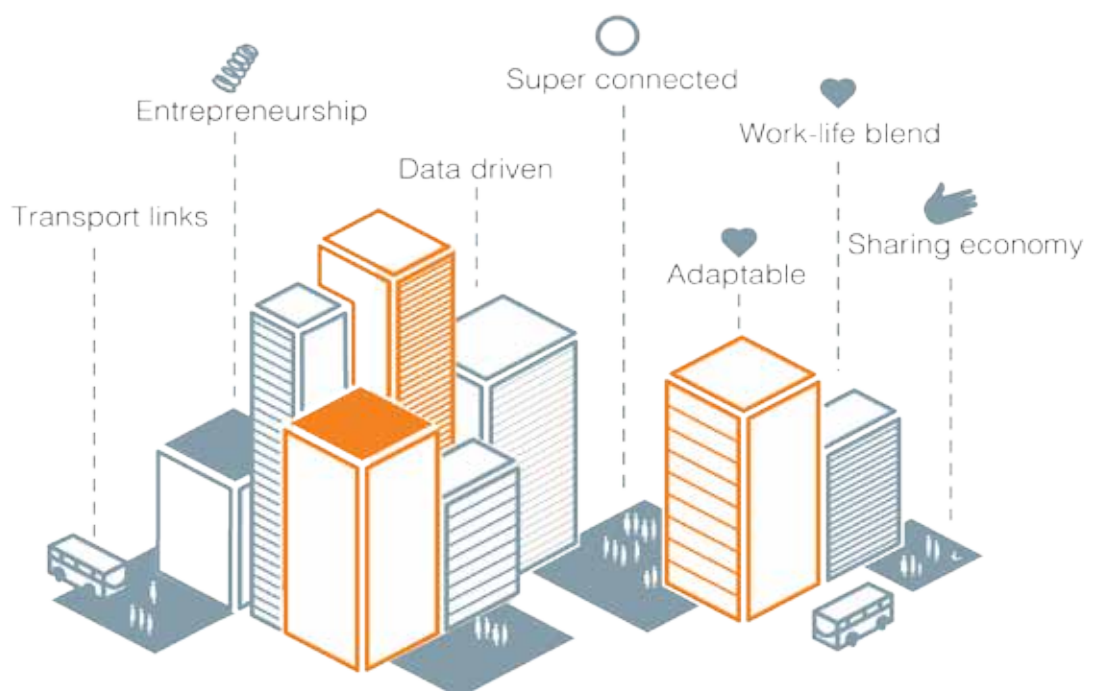 Super connected
Entrepreneurship
Work-life blend
Data driven
Transport links
Sharing economy
Adaptable